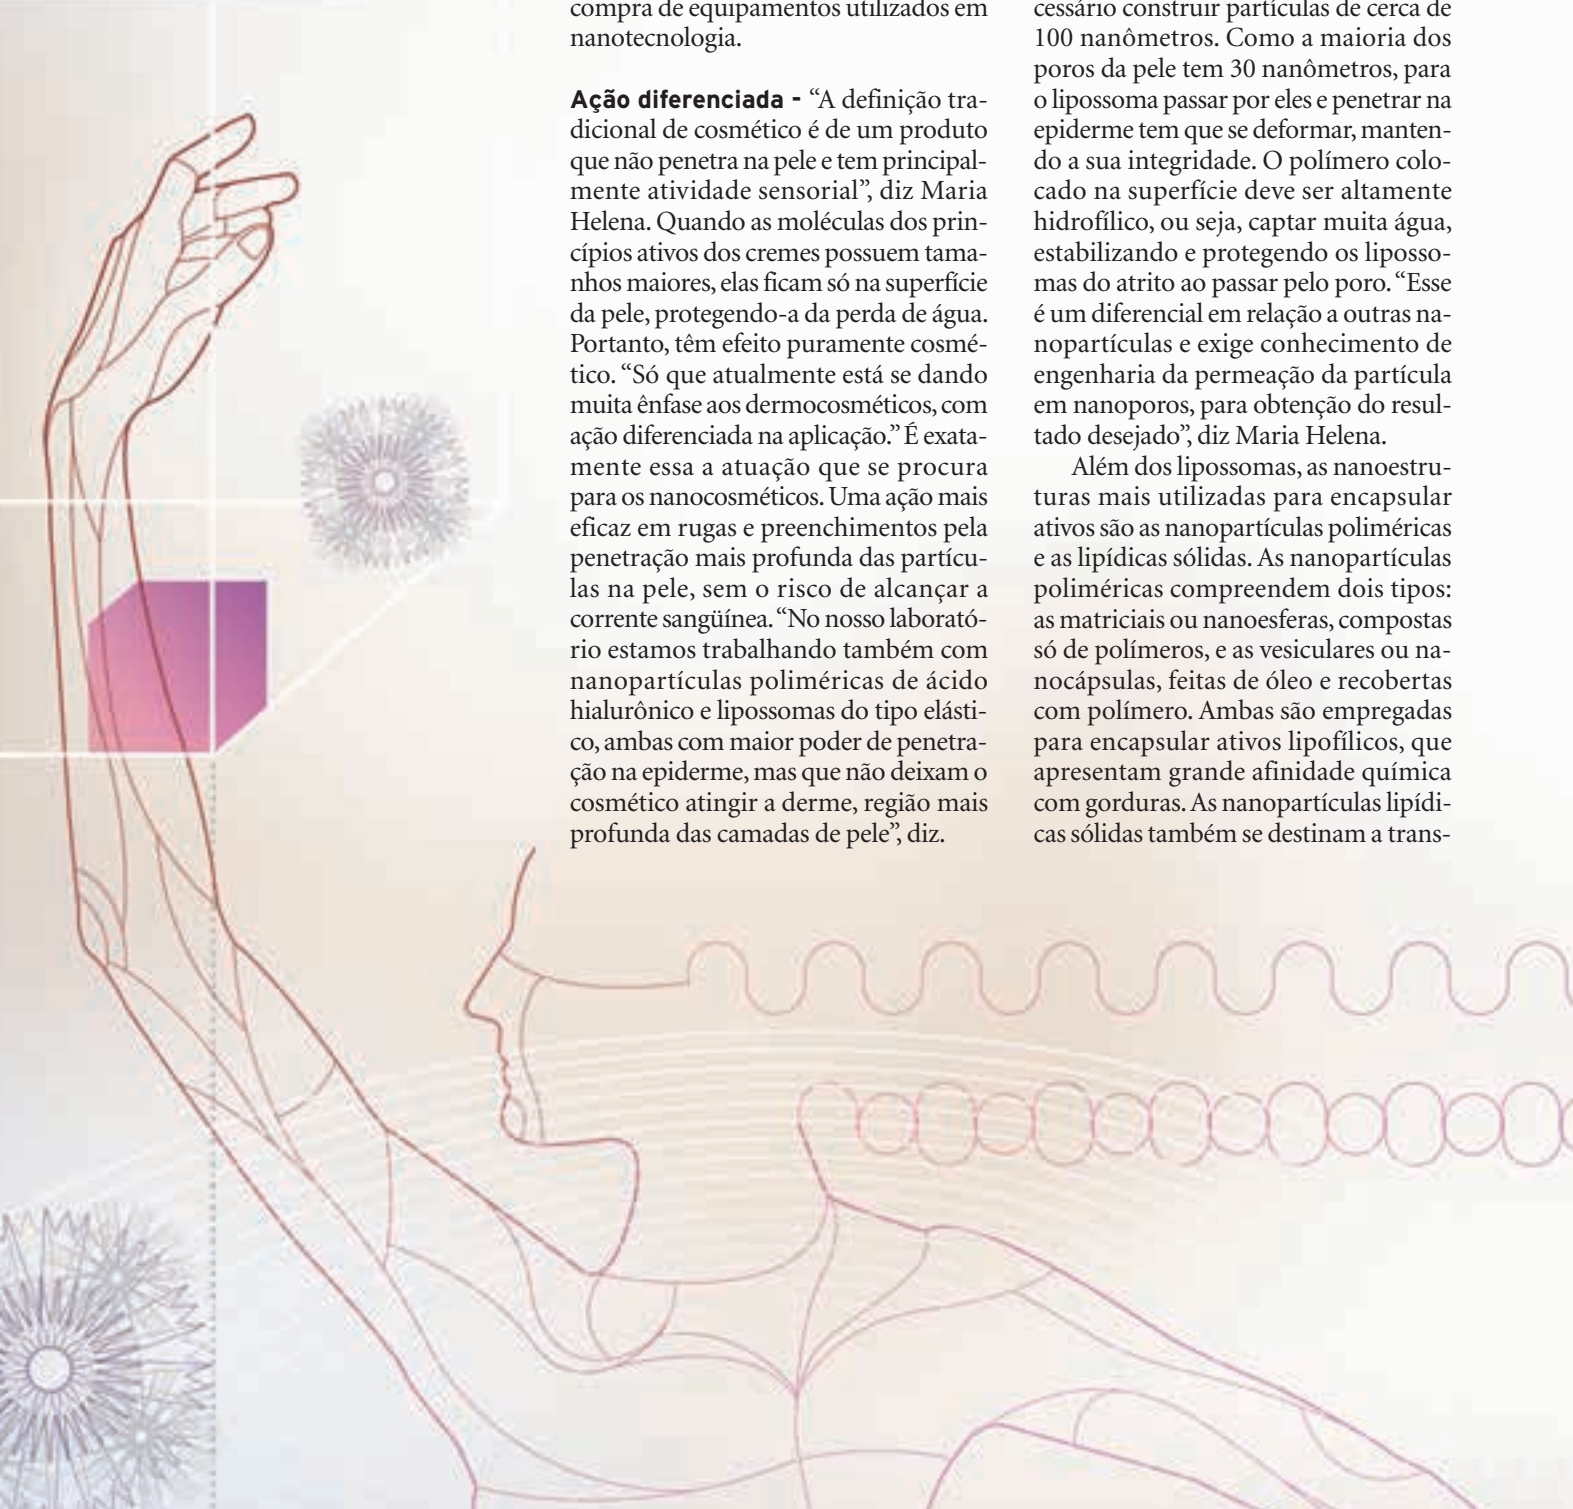 compra de equipamentos utilizados em
nanotecnologia.
Ação diferenciada - “A definição tra-
dicional de cosmético é de um produto
que não penetra na pele e tem principal-
mente atividade sensorial”, diz Maria
Helena. Quando as moléculas dos prin-
cípios ativos dos cremes possuem tama-
nhos maiores, elas ficam só na superfície
da pele, protegendo-a da perda de água.
Portanto, têm efeito puramente cosmé-
tico. “Só que atualmente está se dando
muita ênfase aos dermocosméticos, com
ação diferenciada na aplicação.” É exata-
mente essa a atuação que se procura
para os nanocosméticos. Uma ação mais
eficaz em rugas e preenchimentos pela
penetração mais profunda das partícu-
las na pele, sem o risco de alcançar a
corrente sangüínea. “No nosso laborató-
rio estamos trabalhando também com
nanopartículas poliméricas de ácido
hialurônico e lipossomas do tipo elásti-
co, ambas com maior poder de penetra-
ção na epiderme, mas que não deixam o
cosmético atingir a derme, região mais
profunda das camadas de pele”, diz.
cessário construir partículas de cerca de
100 nanômetros. Como a maioria dos
poros da pele tem 30 nanômetros, para
o lipossoma passar por eles e penetrar na
epiderme tem que se deformar, manten-
do a sua integridade. O polímero colo-
cado na superfície deve ser altamente
hidrofílico, ou seja, captar muita água,
estabilizando e protegendo os liposso-
mas do atrito ao passar pelo poro. “Esse
é um diferencial em relação a outras na-
nopartículas e exige conhecimento de
engenharia da permeação da partícula
em nanoporos, para obtenção do resul-
tado desejado”, diz Maria Helena.
Além dos lipossomas, as nanoestru-
turas mais utilizadas para encapsular
ativos são as nanopartículas poliméricas
e as lipídicas sólidas. As nanopartículas
poliméricas compreendem dois tipos:
as matriciais ou nanoesferas, compostas
só de polímeros, e as vesiculares ou na-
nocápsulas, feitas de óleo e recobertas
com polímero. Ambas são empregadas
para encapsular ativos lipofílicos, que
apresentam grande afinidade química
com gorduras. As nanopartículas lipídi-
cas sólidas também se destinam a trans-